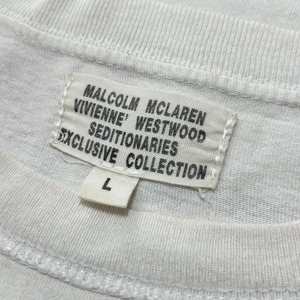 MALCOLM MCLAREN
VIVIENNE' WESTWOOD
SEDITIONARIES
EXCLUSIVE COLLECTION
L